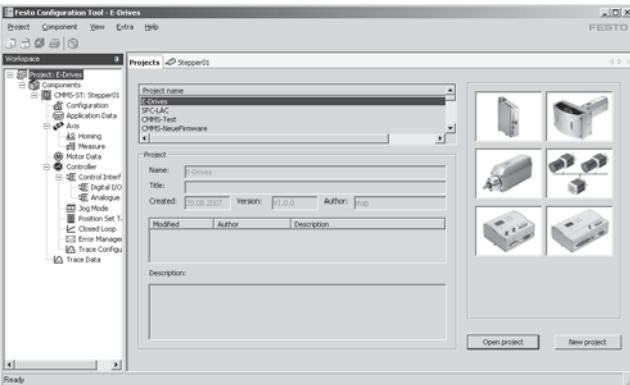 Festo Configuration Tool - E-Drives
Project Component View Extra Help
FESTO
Workspace
Projects Stepper01
Project: E-Drives
Components
CMMS-ST: Stepper01
Configuration
Application Data
Axis
Homing
Measure
Motor Data
Controller
Control Interf
Digital I/O
Analogue
Jog Mode
Position Set T
Closed Loop
Error Manage
Trace Configu
Trace Data
Project name
E-Drives
SPC-LAC
CMMS-Test
CMMS-NeueFirmware
Project
Name: E-Drives
Title:
Created: 20.08.2007 Version: V1.0.0 Author: map
Modified Author Description
Description:
Open project New project
Ready